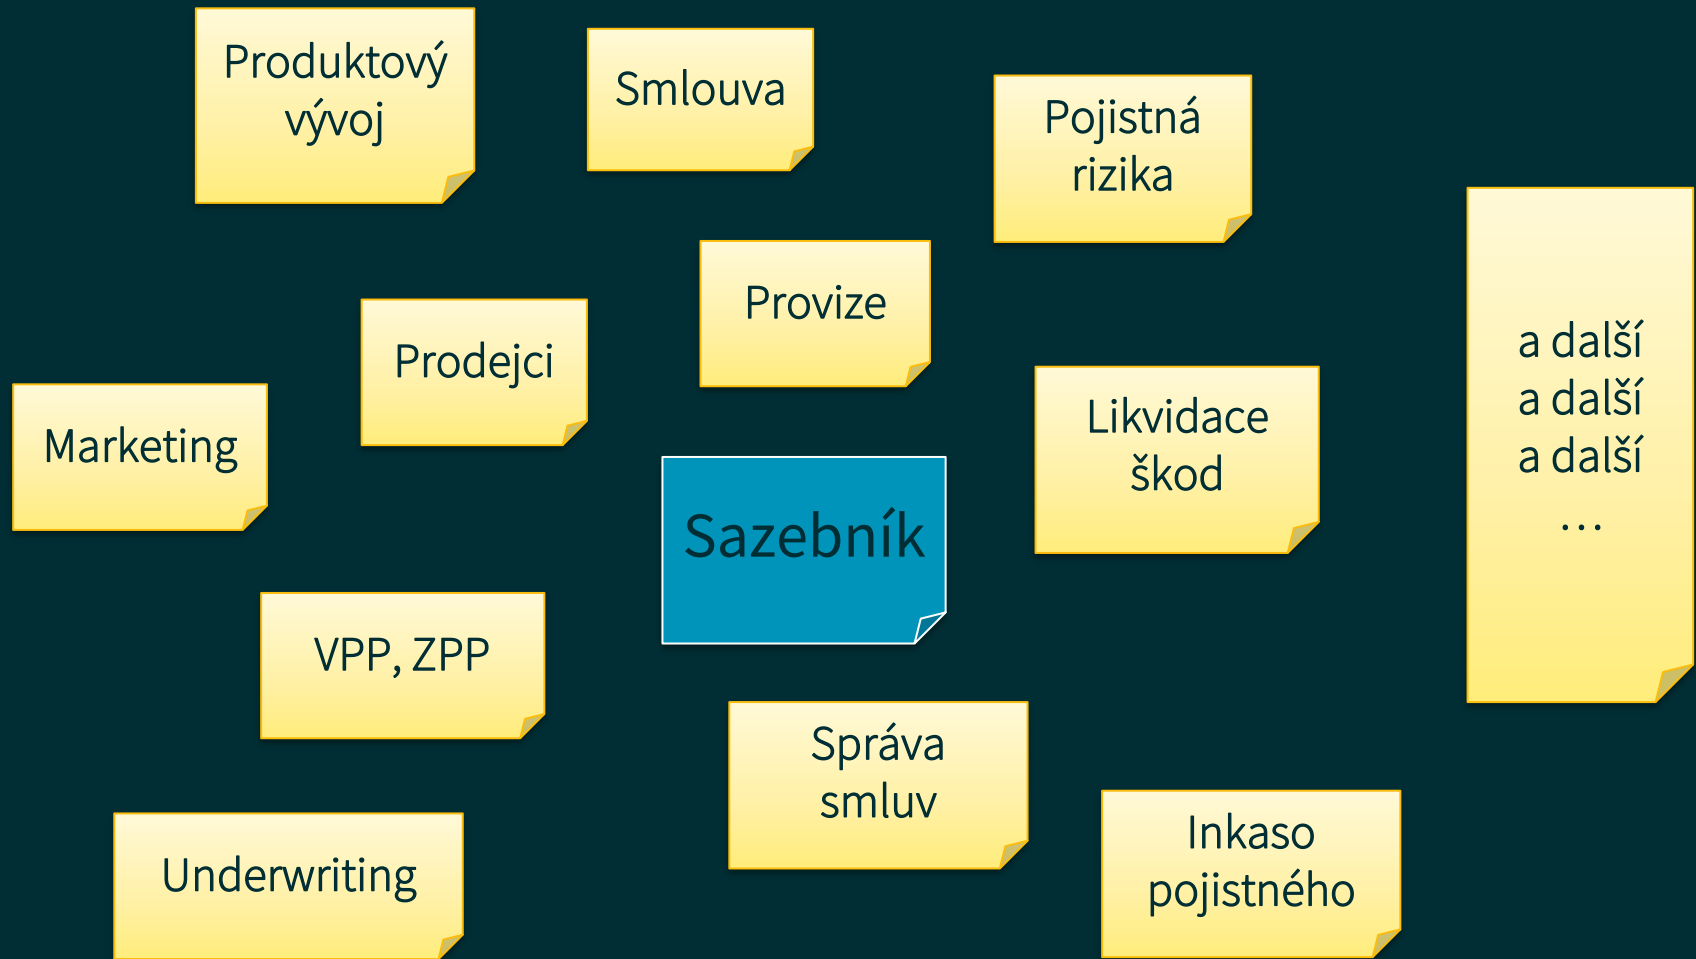 Produktový
vývoj
Smlouva
Pojistná
rizika
Provize
Prodejci
Marketing
Likvidace
škod
a další
a další
a další
…
Sazebník
VPP, ZPP
Správa
smluv
Underwriting
Inkaso
pojistného